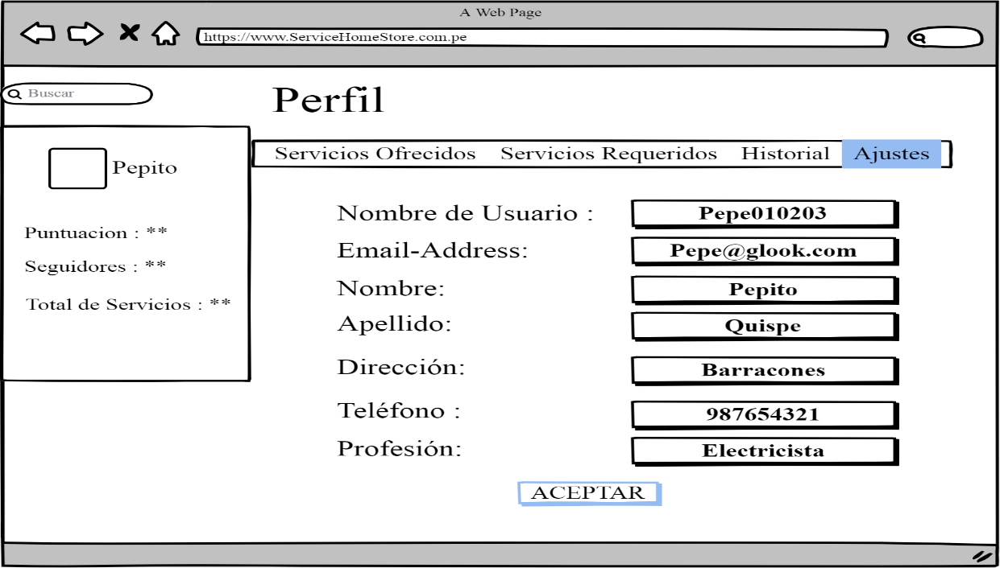 A Web Page
https://www.ServiceHomeStore.com.pe
Buscar
Perfil
Servicios Ofrecidos Servicios Requeridos Historial Ajustes
Pepito
Puntuacion : **
Seguidores : **
Total de Servicios : **
Nombre de Usuario : Pepe010203
Email-Address: Pepe@glook.com
Nombre: Pepito
Apellido: Quispe
Dirección: Barracones
Teléfono : 987654321
Profesión: Electricista
ACEPTAR